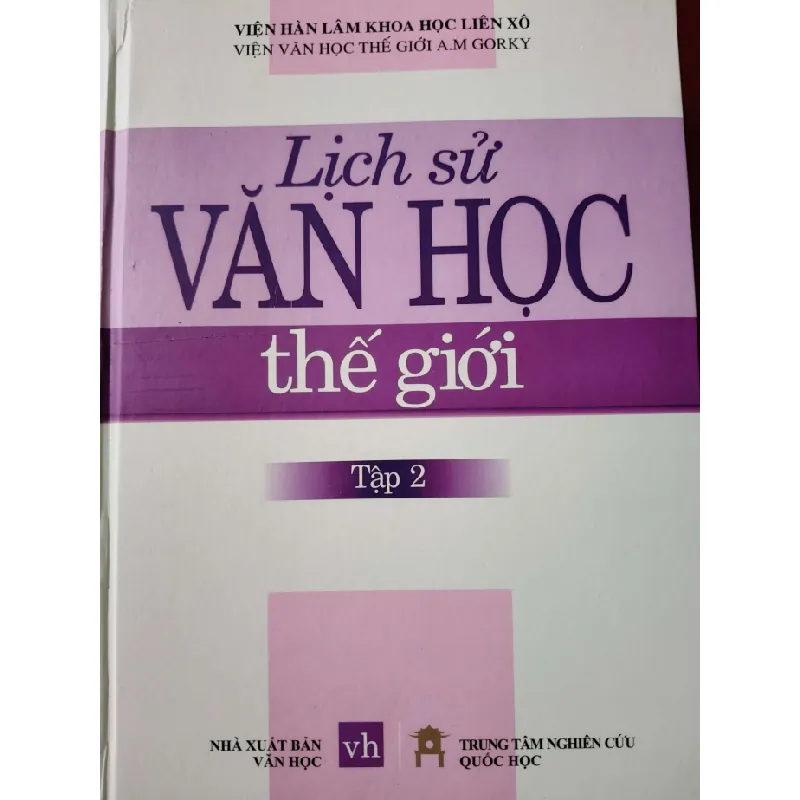 VIỆN HÀN LÂM KHOA HỌC LIÊN XÔ
VIỆN VĂN HỌC THẾ GIỚI A.M GORKY
Lịch sử
VĂN HỌC
thế giới
Tập 2
NHÀ XUẤT BẢN
VĂN HỌC
vh
TRUNG TÂM NGHIÊN CỨU
QUỐC HỌC